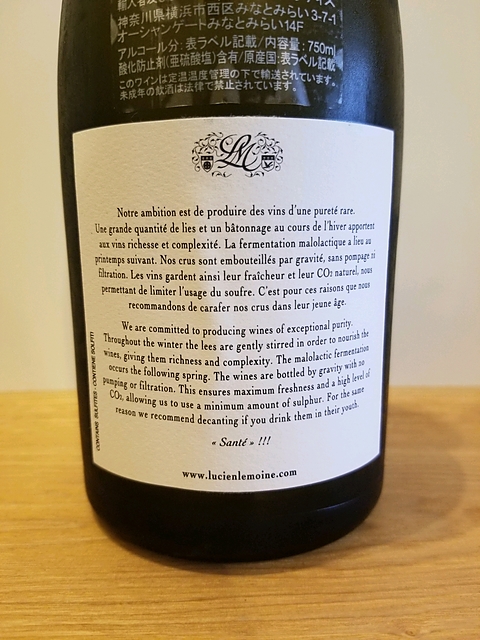 神奈川県横浜市西区みなとみらい3-7-1
オーシャンゲートみなとみらい14F
アルコール分:表ラベル記載/内容量:750ml
酸化防止剤(亜硫酸塩)含有/原産国:表ラベル記載
このワインは定温温度管理の下で輸送されています。
未成年の飲酒は法律で禁止されています。
LM
Notre ambition est de produire des vins d'une pureté rare.
Une grande quantité de lies et un bâtonnage au cours de l'hiver apportent
aux vins richesse et complexité. La fermentation malolactique a lieu au
printemps suivant. Nos crus sont embouteillés par gravité, sans pompage ni
filtration. Les vins gardent ainsi leur fraîcheur et leur CO₂ naturel, nous
permettant de limiter l'usage du soufre. C'est pour ces raisons que nous
recommandons de carafer nos crus dans leur jeune âge.
We are committed to producing wines of exceptional purity.
Throughout the winter the lees are gently stirred in order to nourish the
wines, giving them richness and complexity. The malolactic fermentation
occurs the following spring. The wines are bottled by gravity with no
pumping or filtration. This ensures maximum freshness and a high level of
CO₂, allowing us to use a minimum amount of sulphur. For the same
reason we recommend decanting if you drink them in their youth.
« Santé » !!!
www.lucienlemoine.com
CONTAINS SULFITES - CONTIENE SOLFITI